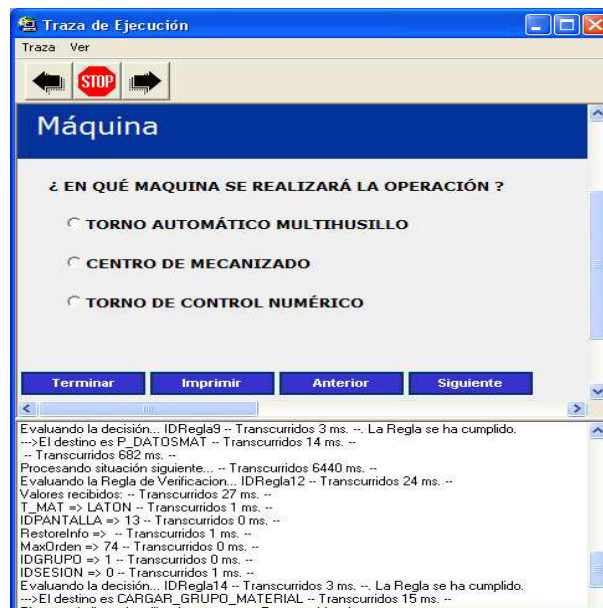 Traza de Ejecución
Traza Ver
STOP
Máquina
¿ EN QUÉ MAQUINA SE REALIZARÁ LA OPERACIÓN ?
TORNO AUTOMÁTICO MULTIHUSILLO
CENTRO DE MECANIZADO
TORNO DE CONTROL NUMÉRICO
Terminar Imprimir Anterior Siguiente
Evaluando la decisión... IDRegla9 -- Transcurridos 3 ms. --. La Regla se ha cumplido.
--->El destino es P_DATOSMAT -- Transcurridos 14 ms. --
-- Transcurridos 682 ms. --
Procesando situación siguiente... -- Transcurridos 6440 ms. --
Evaluando la Regla de Verificacion... IDRegla12 -- Transcurridos 24 ms. --
Valores recibidos: -- Transcurridos 27 ms. --
T_MAT => LATON -- Transcurridos 1 ms. --
IDPANTALLA => 13 -- Transcurridos 0 ms. --
RestoreInfo => -- Transcurridos 1 ms. --
MaxOrden => 74 -- Transcurridos 0 ms. --
IDGRUPO => 1 -- Transcurridos 0 ms. --
IDSESION => 0 -- Transcurridos 1 ms. --
Evaluando la decisión... IDRegla14 -- Transcurridos 3 ms. --. La Regla se ha cumplido.
--->El destino es CARGAR_GRUPO_MATERIAL -- Transcurridos 15 ms. --